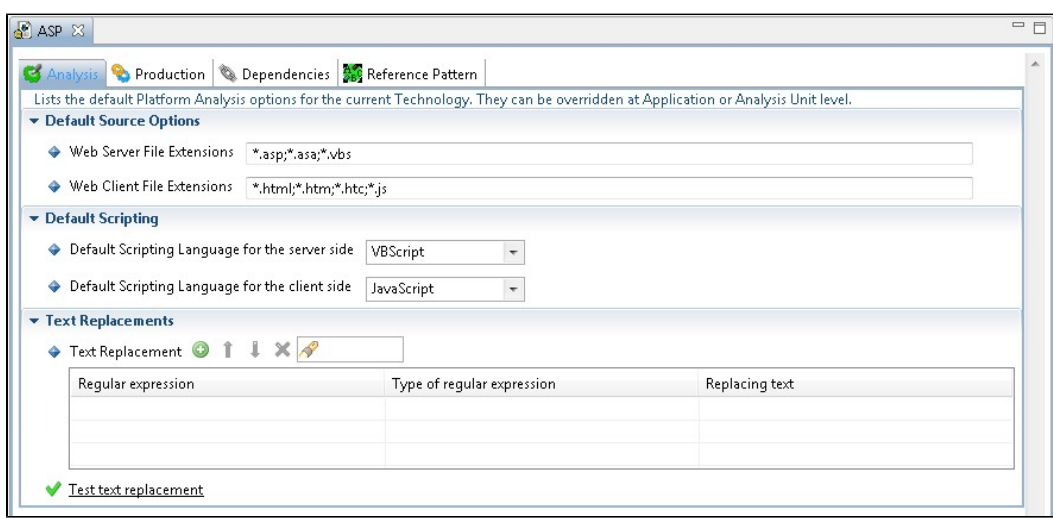 ASP
Analysis Production Dependencies Reference Pattern
Lists the default Platform Analysis options for the current Technology. They can be overridden at Application or Analysis Unit level.
Default Source Options
Web Server File Extensions *.asp;*.asa;*.vbs
Web Client File Extensions *.html;*.htm;*.htc;*.js
Default Scripting
Default Scripting Language for the server side VBScript
Default Scripting Language for the client side JavaScript
Text Replacements
Text Replacement
Regular expression Type of regular expression Replacing text
Test text replacement